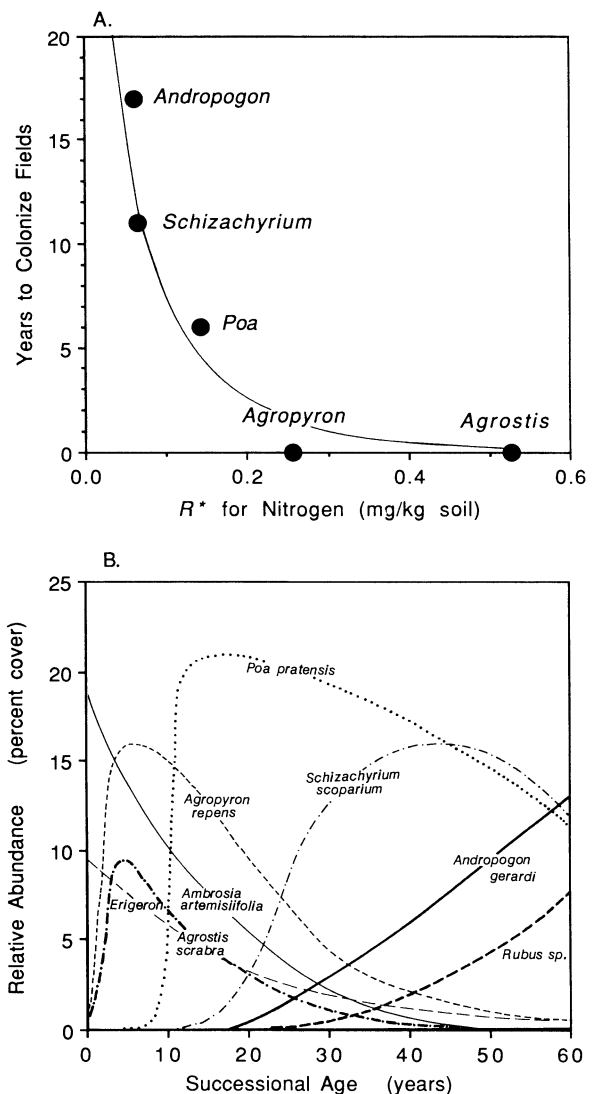 A.
20
15
10
5
0
Years to Colonize Fields
Andropogon
Schizachyrium
Poa
Agropyron
Agrostis
0.0 0.2 0.4 0.6
R* for Nitrogen (mg/kg soil)
B.
25
20
15
10
5
0
Relative Abundance (percent cover)
Poa pratensis
Schizachyrium
scoparium
Agropyron
repens
Andropogon
gerardi
Ambrosia
artemisiifolia
Erigeron
Agrostis
scrabra
Rubus sp.
0 10 20 30 40 50 60
Successional Age (years)